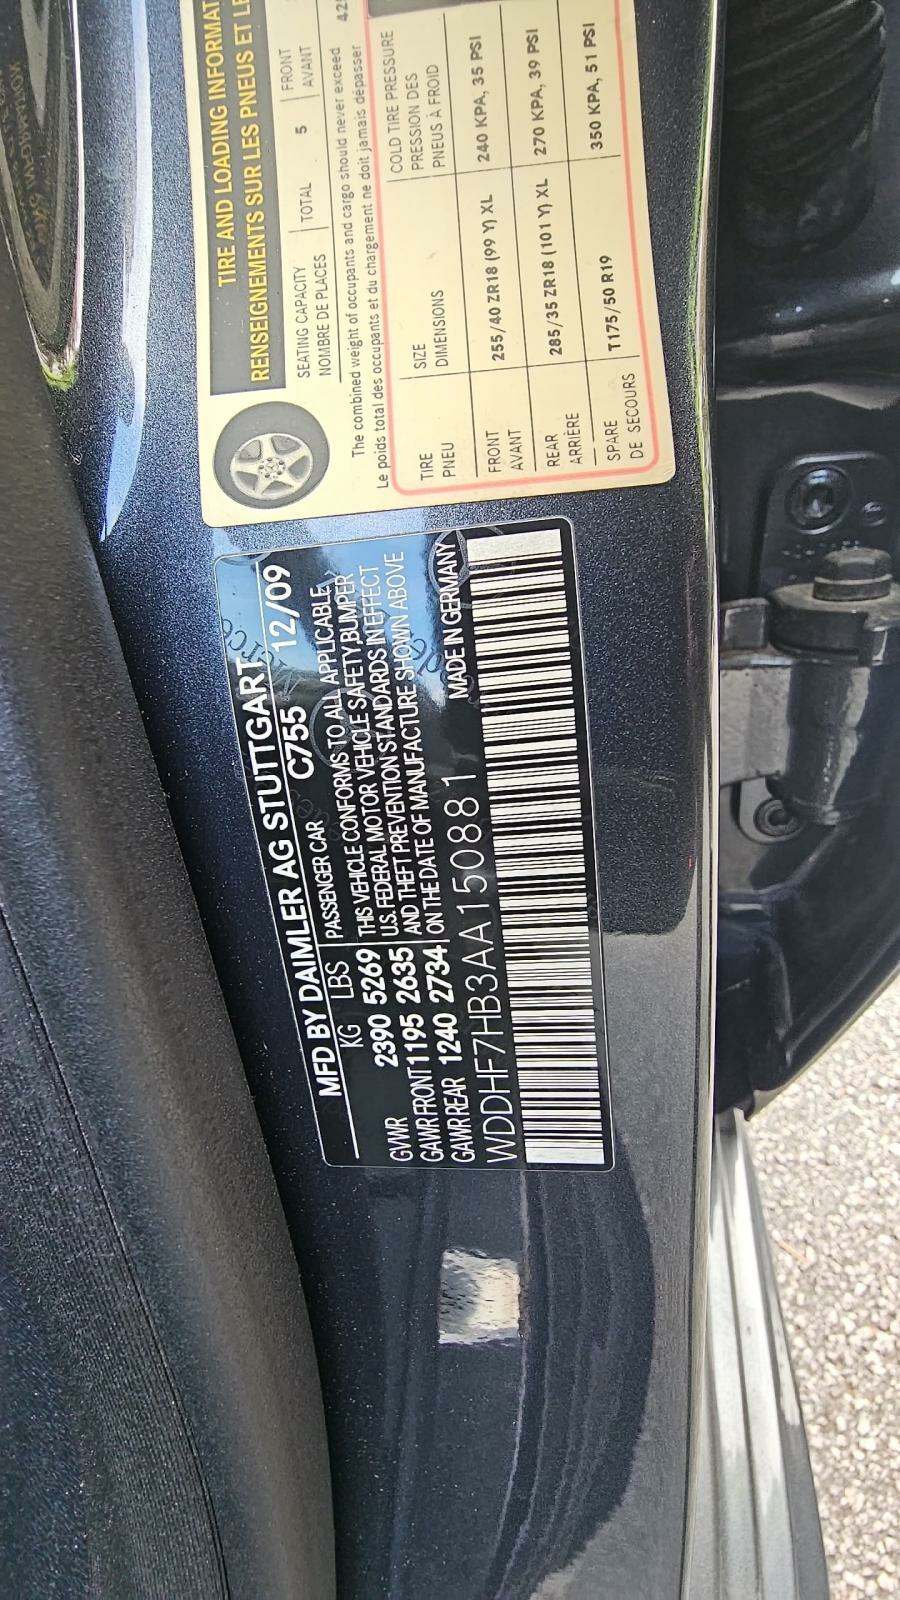 TIRE AND LOADING INFORMAT
RENSEIGNEMENTS SUR LES PNEUS ET LE
SEATING CAPACITY
NOMBRE DE PLACES
TOTAL 5
FRONT
AVANT
The combined weight of occupants and cargo should never exceed 42
Le poids total des occupants et du chargement ne doit jamais dépasser
TIRE
PNEU
SIZE
DIMENSIONS
COLD TIRE PRESSURE
PRESSION DES
PNEUS À FROID
FRONT
AVANT
255/40 ZR18 (99 Y) XL
240 KPA, 35 PSI
REAR
ARRIÈRE
285/35 ZR18 (101 Y) XL
270 KPA, 39 PSI
SPARE
DE SECOURS
T175/50 R19
350 KPA, 51 PSI
MFD BY DAIMLER AG STUTTGART
KG LBS
PASSENGER CAR C755 12/09
GVWR 2390 5269
GAWR FRONT 1195 2635
GAWR REAR 1240 2734
THIS VEHICLE CONFORMS TO ALL APPLICABLE
U.S. FEDERAL MOTOR VEHICLE SAFETY, BUMPER,
AND THEFT PREVENTION STANDARDS IN EFFECT
ON THE DATE OF MANUFACTURE SHOWN ABOVE
MADE IN GERMANY
WDDHF7HB3AA150881